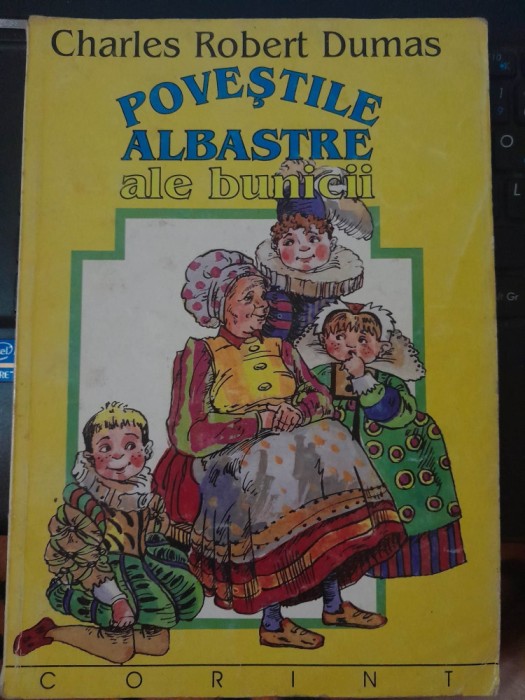 Charles Robert Dumas
POVEŞTILE
ALBASTRE
ale bunicii
CORINT